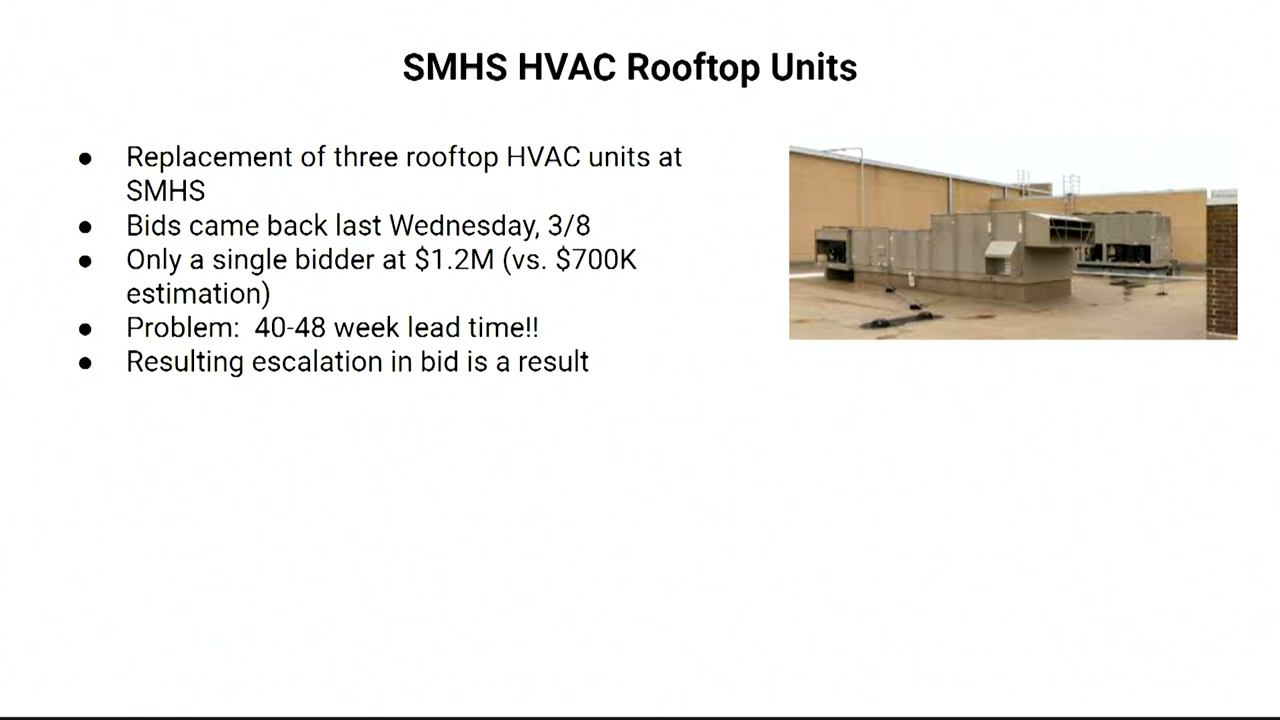 SMHS HVAC Rooftop Units
● Replacement of three rooftop HVAC units at
SMHS
● Bids came back last Wednesday, 3/8
● Only a single bidder at $1.2M (vs. $700K
estimation)
● Problem:  40-48 week lead time!!
● Resulting escalation in bid is a result